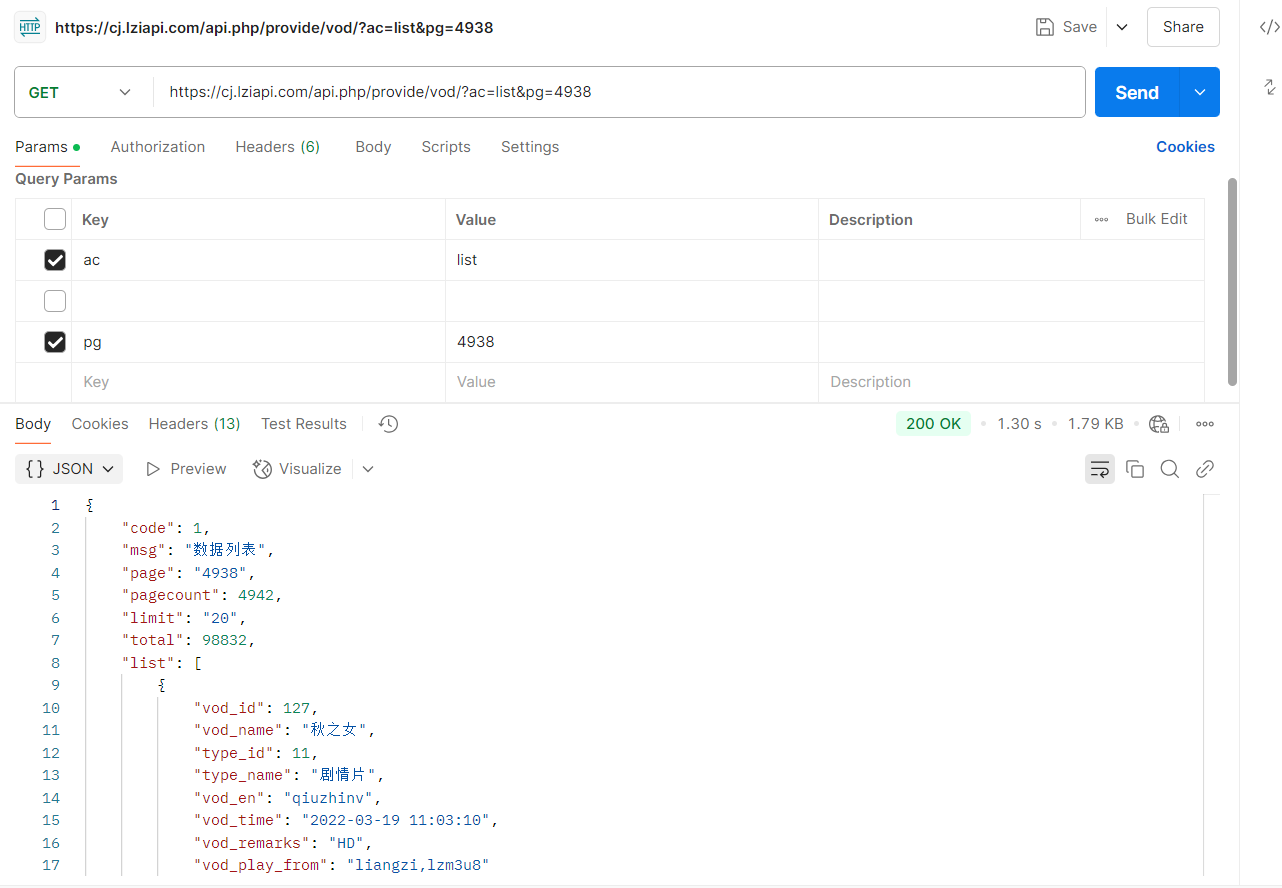 HTTP https://cj.lziapi.com/api.php/provide/vod/?ac=list&pg=4938 Save Share
GET https://cj.lziapi.com/api.php/provide/vod/?ac=list&pg=4938 Send
Params Authorization Headers (6) Body Scripts Settings Cookies
Query Params
Key Value Description Bulk Edit
ac list
pg 4938
Key Value Description
Body Cookies Headers (13) Test Results 200 OK 1.30 s 1.79 KB
{} JSON Preview Visualize
1 {
2 "code": 1,
3 "msg": "数据列表",
4 "page": "4938",
5 "pagecount": 4942,
6 "limit": "20",
7 "total": 98832,
8 "list": [
9 {
10 "vod_id": 127,
11 "vod_name": "秋之女",
12 "type_id": 11,
13 "type_name": "剧情片",
14 "vod_en": "qiuzhinv",
15 "vod_time": "2022-03-19 11:03:10",
16 "vod_remarks": "HD",
17 "vod_play_from": "liangzi,lzm3u8"